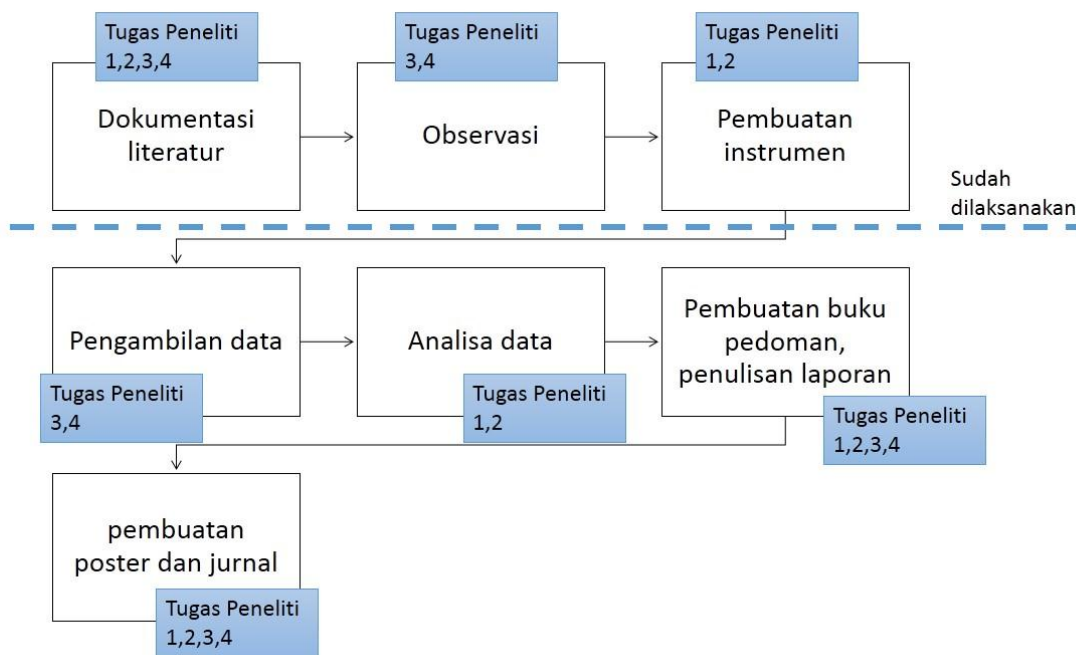 Tugas Peneliti
1,2,3,4
Dokumentasi
literatur
Tugas Peneliti
3,4
Observasi
Tugas Peneliti
1,2
Pembuatan
instrumen
Sudah
dilaksanakan
Pengambilan data
Tugas Peneliti
3,4
Analisa data
Tugas Peneliti
1,2
Pembuatan buku
pedoman,
penulisan laporan
Tugas Peneliti
1,2,3,4
pembuatan
poster dan jurnal
Tugas Peneliti
1,2,3,4